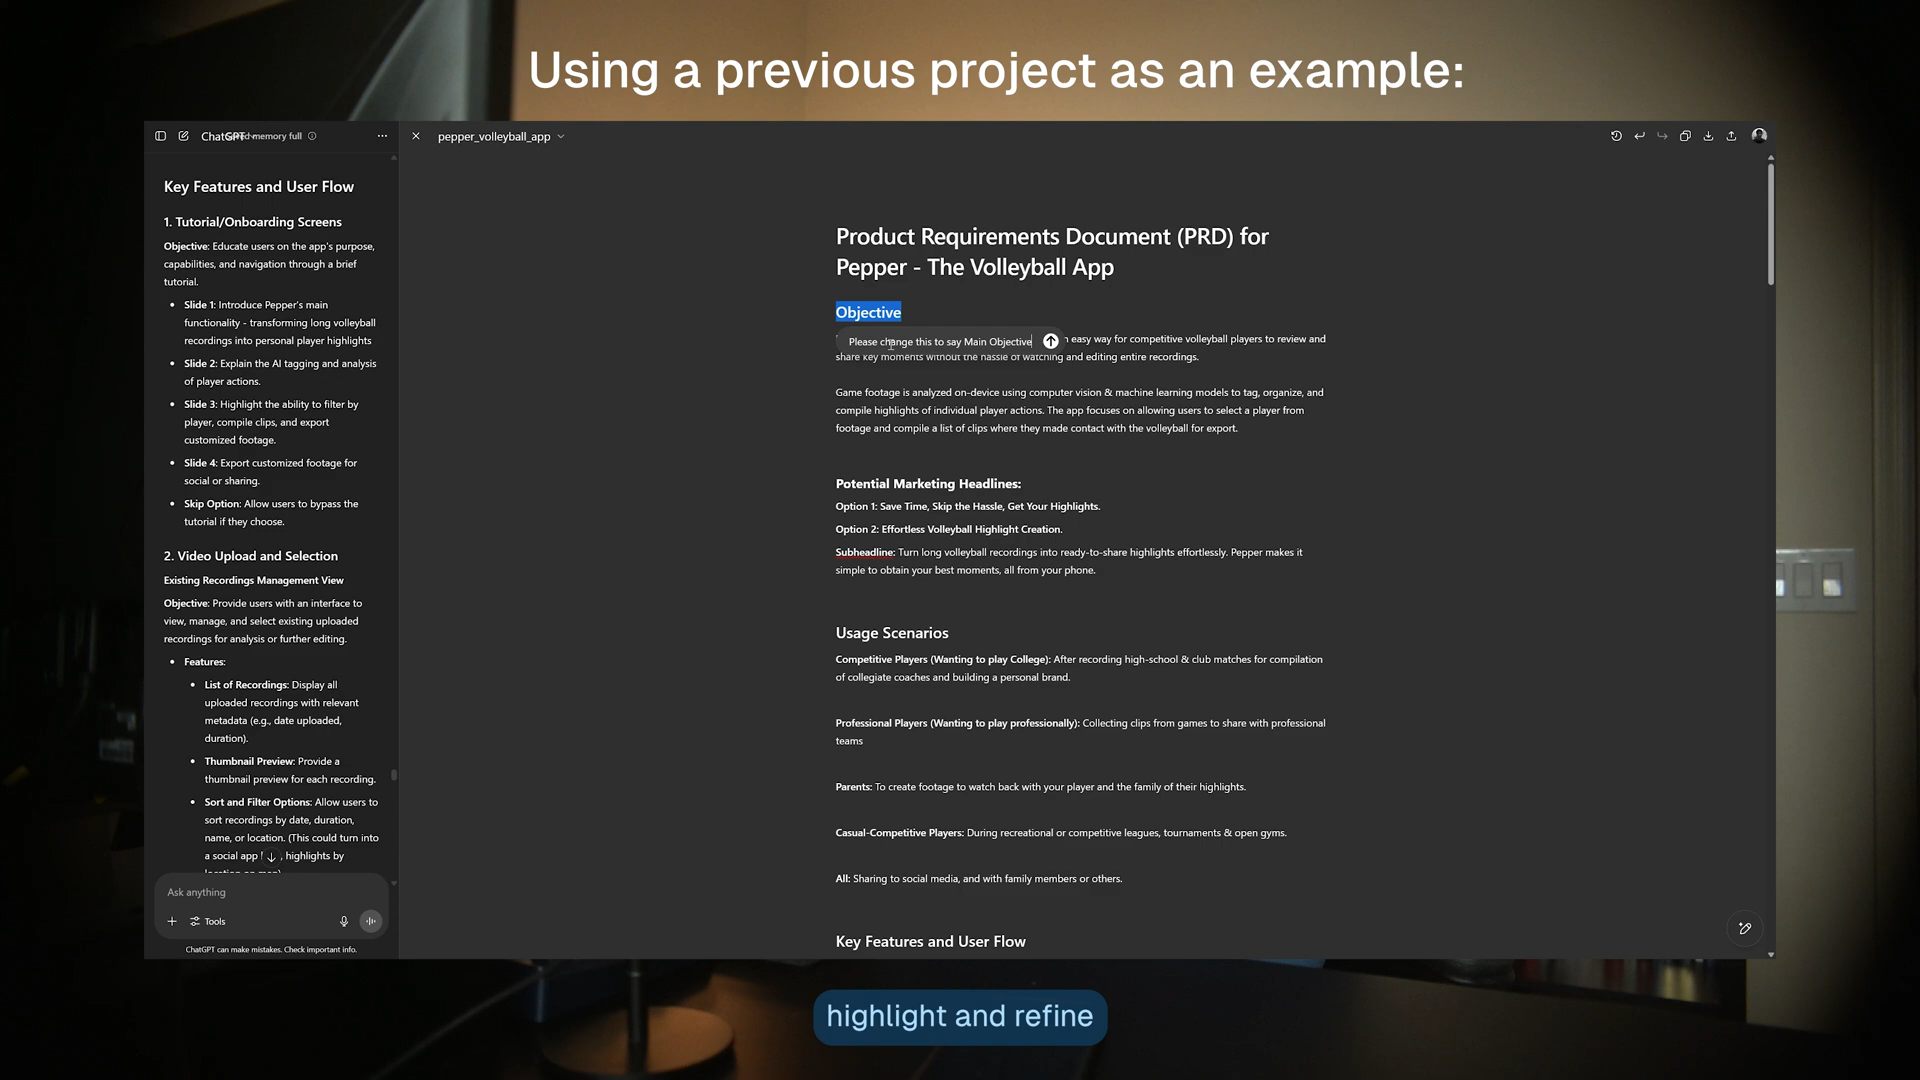 Using a previous project as an example:
ChatGPT
memory full
pepper_volleyball_app
Key Features and User Flow
1. Tutorial/Onboarding Screens
Objective: Educate users on the app's purpose,
capabilities, and navigation through a brief
tutorial.
• Slide 1: Introduce Pepper's main
functionality - transforming long volleyball
recordings into personal player highlights
• Slide 2: Explain the AI tagging and analysis
of player actions.
• Slide 3: Highlight the ability to filter by
player, compile clips, and export
customized footage.
• Slide 4: Export customized footage for
social or sharing.
• Skip Option: Allow users to bypass the
tutorial if they choose.
2. Video Upload and Selection
Existing Recordings Management View
Objective: Provide users with an interface to
view, manage, and select existing uploaded
recordings for analysis or further editing.
• Features:
• List of Recordings: Display all
uploaded recordings with relevant
metadata (e.g., date uploaded,
duration).
• Thumbnail Preview: Provide a
thumbnail preview for each recording.
• Sort and Filter Options: Allow users to
sort recordings by date, duration,
name, or location. (This could turn into
a social app , highlights by
Ask anything
Tools
ChatGPT can make mistakes. Check important info.
Product Requirements Document (PRD) for
Pepper - The Volleyball App
Objective
Please change this to say Main Objective
easy way for competitive volleyball players to review and
share key moments without the hassle of watching and editing entire recordings.
Game footage is analyzed on-device using computer vision & machine learning models to tag, organize, and
compile highlights of individual player actions. The app focuses on allowing users to select a player from
footage and compile a list of clips where they made contact with the volleyball for export.
Potential Marketing Headlines:
Option 1: Save Time, Skip the Hassle, Get Your Highlights.
Option 2: Effortless Volleyball Highlight Creation.
Subheadline: Turn long volleyball recordings into ready-to-share highlights effortlessly. Pepper makes it
simple to obtain your best moments, all from your phone.
Usage Scenarios
Competitive Players (Wanting to play College): After recording high-school & club matches for compilation
of collegiate coaches and building a personal brand.
Professional Players (Wanting to play professionally): Collecting clips from games to share with professional
teams
Parents: To create footage to watch back with your player and the family of their highlights.
Casual-Competitive Players: During recreational or competitive leagues, tournaments & open gyms.
All: Sharing to social media, and with family members or others.
Key Features and User Flow
highlight and refine